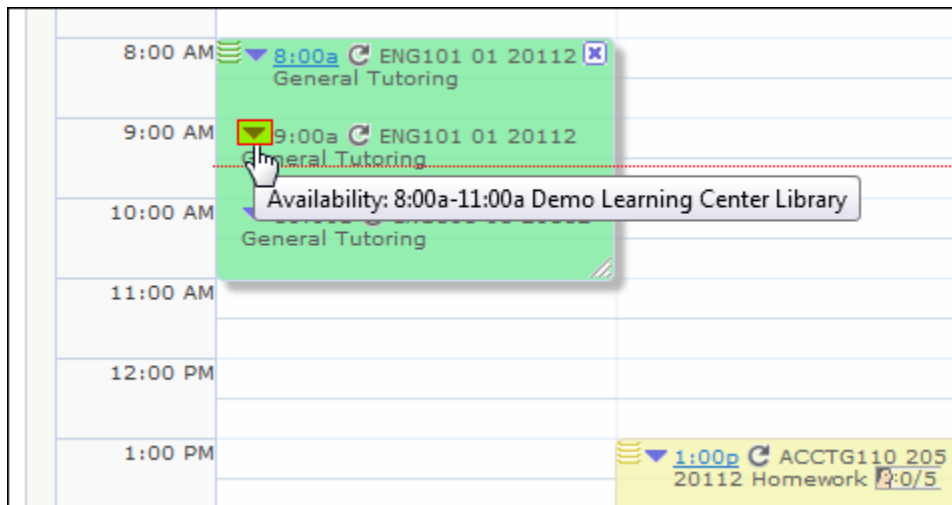 8:00 AM
8:00a ENG101 01 20112
General Tutoring
9:00 AM
9:00a ENG101 01 20112
General Tutoring
Availability: 8:00a-11:00a Demo Learning Center Library
10:00 AM
General Tutoring
11:00 AM
12:00 PM
1:00 PM
1:00p ACCTG110 205
20112 Homework :0/5